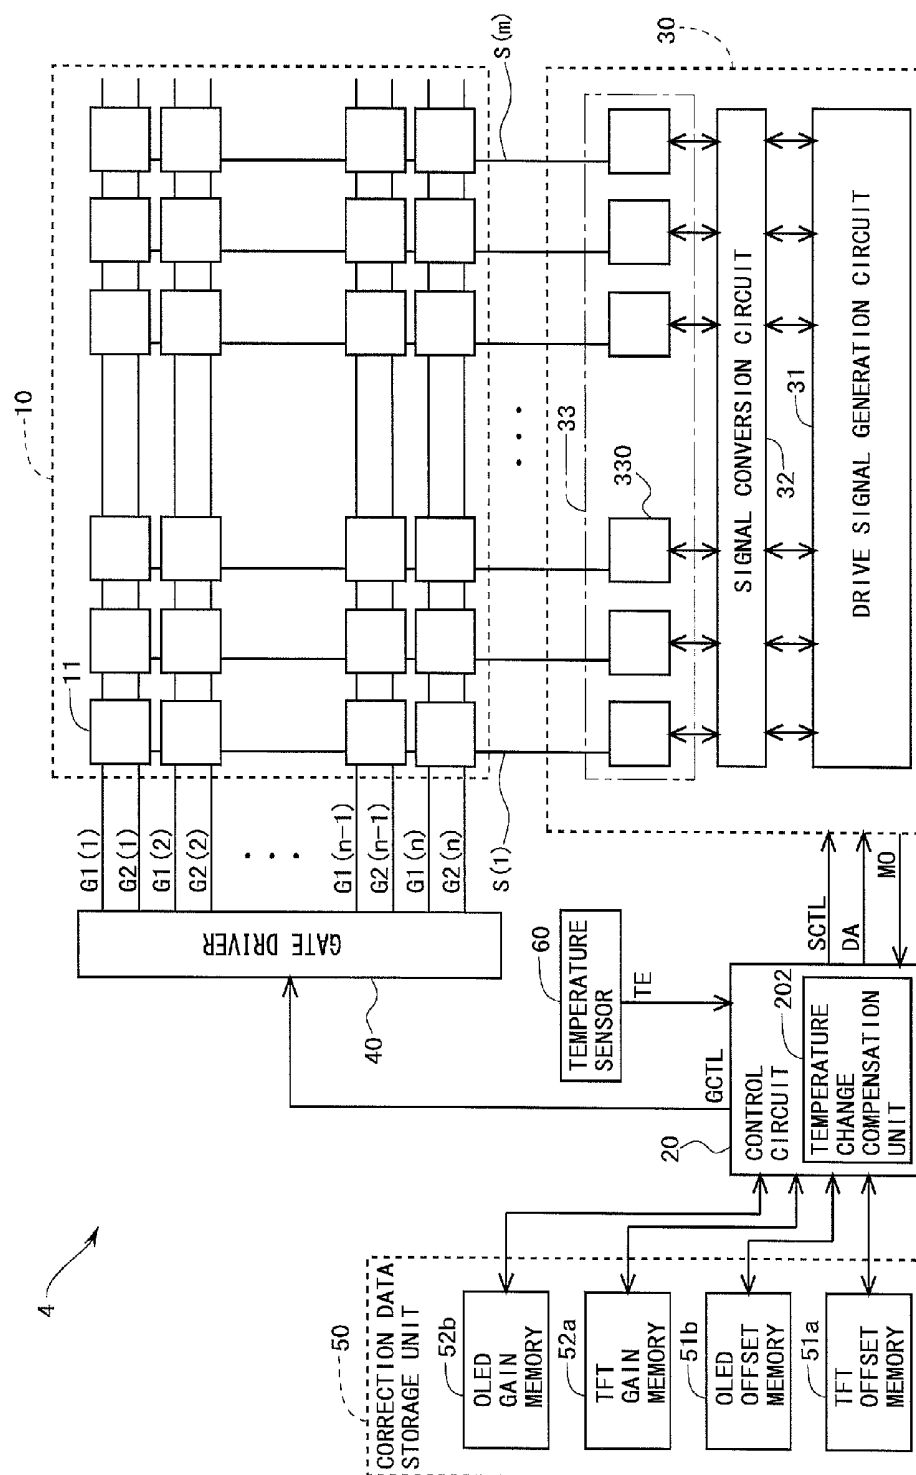 4
10
11
G1(1)
G2(1)
G1(2)
G2(2)
G1(n-1)
G2(n-1)
G1(n)
G2(n)
GATE DRIVER
40
S(1)
S(m)
30
33
330
SIGNAL CONVERSION CIRCUIT
32
31
DRIVE SIGNAL GENERATION CIRCUIT
60
TEMPERATURE
SENSOR
TE
GCTL
SCTL
DA
MO
20
CONTROL
CIRCUIT
202
TEMPERATURE
CHANGE
COMPENSATION
UNIT
50
CORRECTION DATA
STORAGE UNIT
52b
OLED
GAIN
MEMORY
52a
TFT
GAIN
MEMORY
51b
OLED
OFFSET
MEMORY
51a
TFT
OFFSET
MEMORY